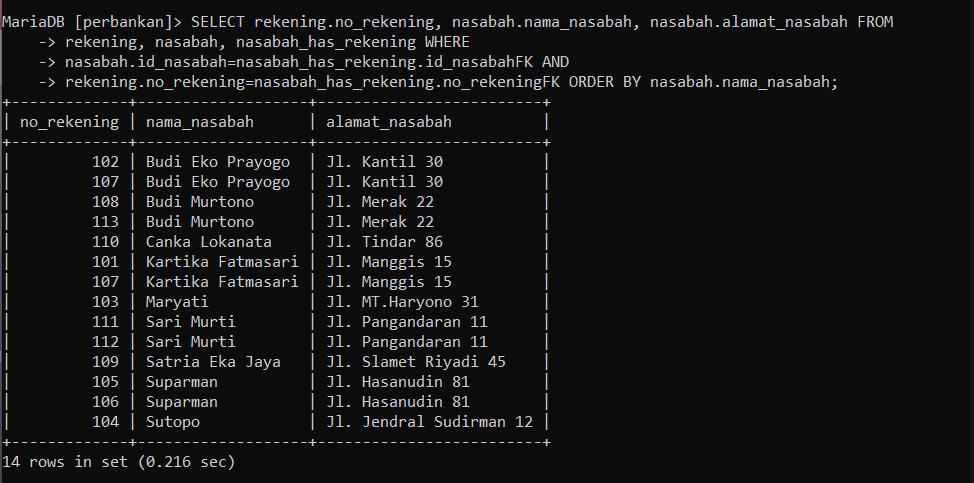 MariaDB [perbankan]> SELECT rekening.no_rekening, nasabah.nama_nasabah, nasabah.alamat_nasabah FROM
    -> rekening, nasabah, nasabah_has_rekening WHERE
    -> nasabah.id_nasabah=nasabah_has_rekening.id_nasabahFK AND
    -> rekening.no_rekening=nasabah_has_rekening.no_rekeningFK ORDER BY nasabah.nama_nasabah;
+-------------+-------------------+-------------------------+
| no_rekening | nama_nasabah      | alamat_nasabah          |
+-------------+-------------------+-------------------------+
|         102 | Budi Eko Prayogo  | Jl. Kantil 30           |
|         107 | Budi Eko Prayogo  | Jl. Kantil 30           |
|         108 | Budi Murtono      | Jl. Merak 22            |
|         113 | Budi Murtono      | Jl. Merak 22            |
|         110 | Canka Lokanata    | Jl. Tindar 86           |
|         101 | Kartika Fatmasari | Jl. Manggis 15          |
|         107 | Kartika Fatmasari | Jl. Manggis 15          |
|         103 | Maryati           | Jl. MT.Haryono 31       |
|         111 | Sari Murti        | Jl. Pangandaran 11      |
|         112 | Sari Murti        | Jl. Pangandaran 11      |
|         109 | Satria Eka Jaya   | Jl. Slamet Riyadi 45    |
|         105 | Suparman          | Jl. Hasanudin 81        |
|         106 | Suparman          | Jl. Hasanudin 81        |
|         104 | Sutopo            | Jl. Jendral Sudirman 12 |
+-------------+-------------------+-------------------------+
14 rows in set (0.216 sec)